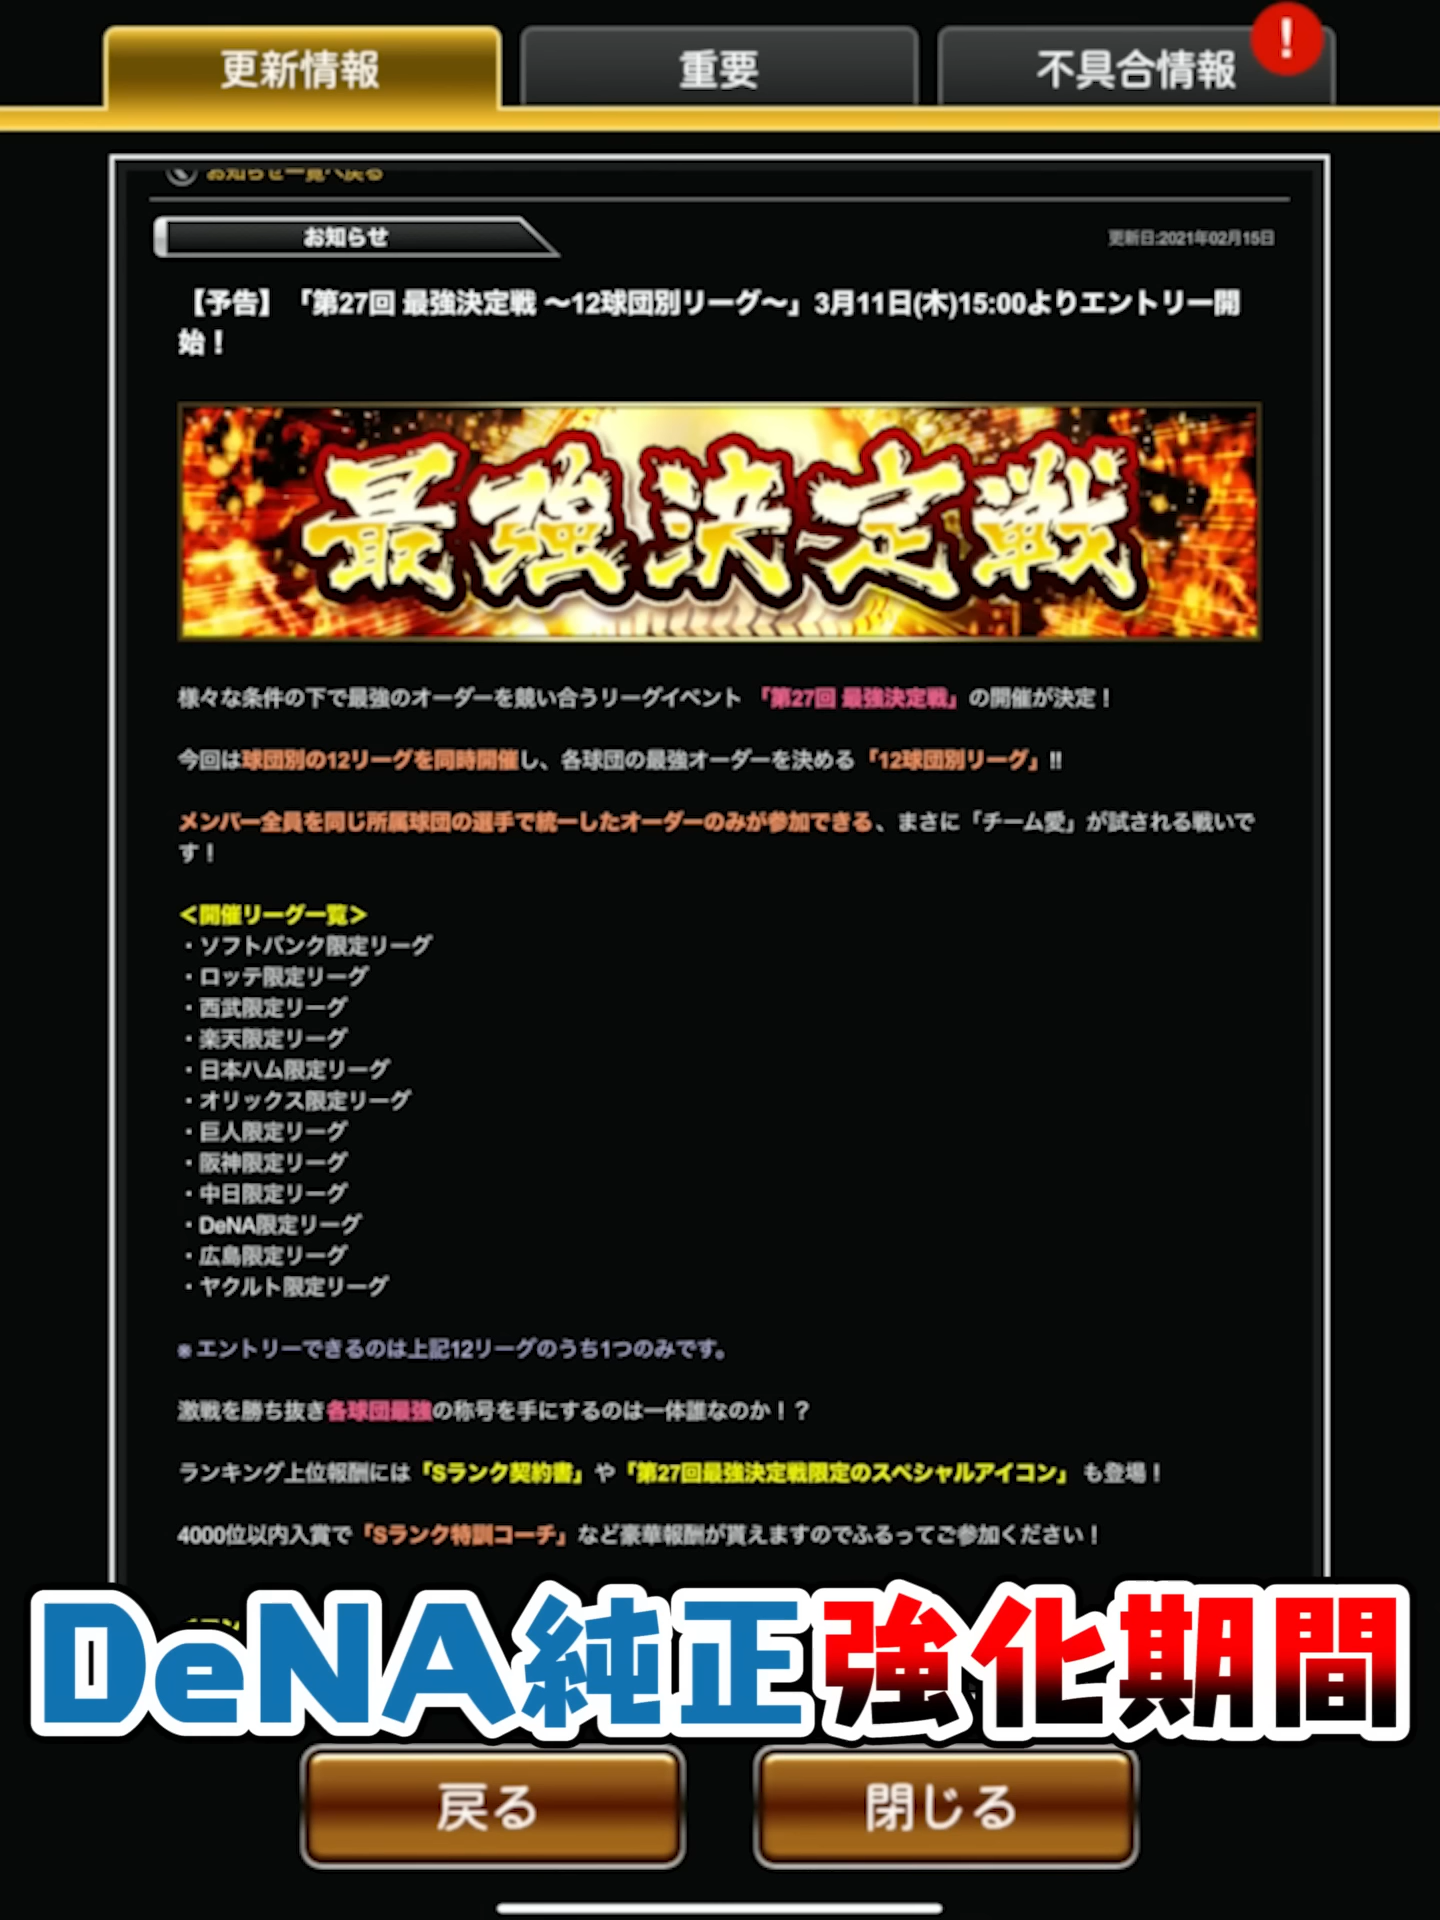 更新情報
重要
不具合情報
!
お知らせ一覧へ戻る
お知らせ
更新日:2021年02月15日
【予告】「第27回 最強決定戦 ～12球団別リーグ～」3月11日(木)15:00よりエントリー開
始！
最強決定戦
様々な条件の下で最強のオーダーを競い合うリーグイベント「第27回 最強決定戦」の開催が決定！
今回は球団別の12リーグを同時開催し、各球団の最強オーダーを決める「12球団別リーグ」!!
メンバー全員を同じ所属球団の選手で統一したオーダーのみが参加できる、まさに「チーム愛」が試される戦いで
す！
＜開催リーグ一覧＞
・ソフトバンク限定リーグ
・ロッテ限定リーグ
・西武限定リーグ
・楽天限定リーグ
・日本ハム限定リーグ
・オリックス限定リーグ
・巨人限定リーグ
・阪神限定リーグ
・中日限定リーグ
・DeNA限定リーグ
・広島限定リーグ
・ヤクルト限定リーグ
※エントリーできるのは上記12リーグのうち1つのみです。
激戦を勝ち抜き各球団最強の称号を手にするのは一体誰なのか！？
ランキング上位報酬には「Sランク契約書」や「第27回最強決定戦限定のスペシャルアイコン」も登場！
4000位以内入賞で「Sランク特訓コーチ」など豪華報酬が貰えますのでふるってご参加ください！
DeNA純正強化期間
戻る
閉じる